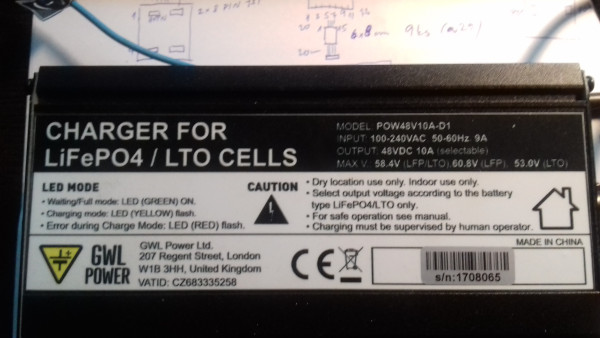 CHARGER FOR
LiFePO4 / LTO CELLS
MODEL: POW48V10A-D1
INPUT: 100-240VAC, 50-60Hz, 9A
OUTPUT: 48VDC 10A (selectable)
MAX V: 58.4V (LFP/LTO) 60.8V (LFP), 53.0V (LTO)
LED MODE
• Waiting/Full mode: LED (GREEN) ON.
• Charging mode: LED (YELLOW) flash.
• Error during Charge Mode: LED (RED) flash.
CAUTION
• Dry location use only. Indoor use only.
• Select output voltage according to the battery
type LiFePO4/LTO only.
• For safe operation see manual.
• Charging must be supervised by human operator.
GWL
POWER
GWL Power Ltd.
207 Regent Street, London
W1B 3HH, United Kingdom
VATID: CZ683335258
CE
MADE IN CHINA
s/n:1708065